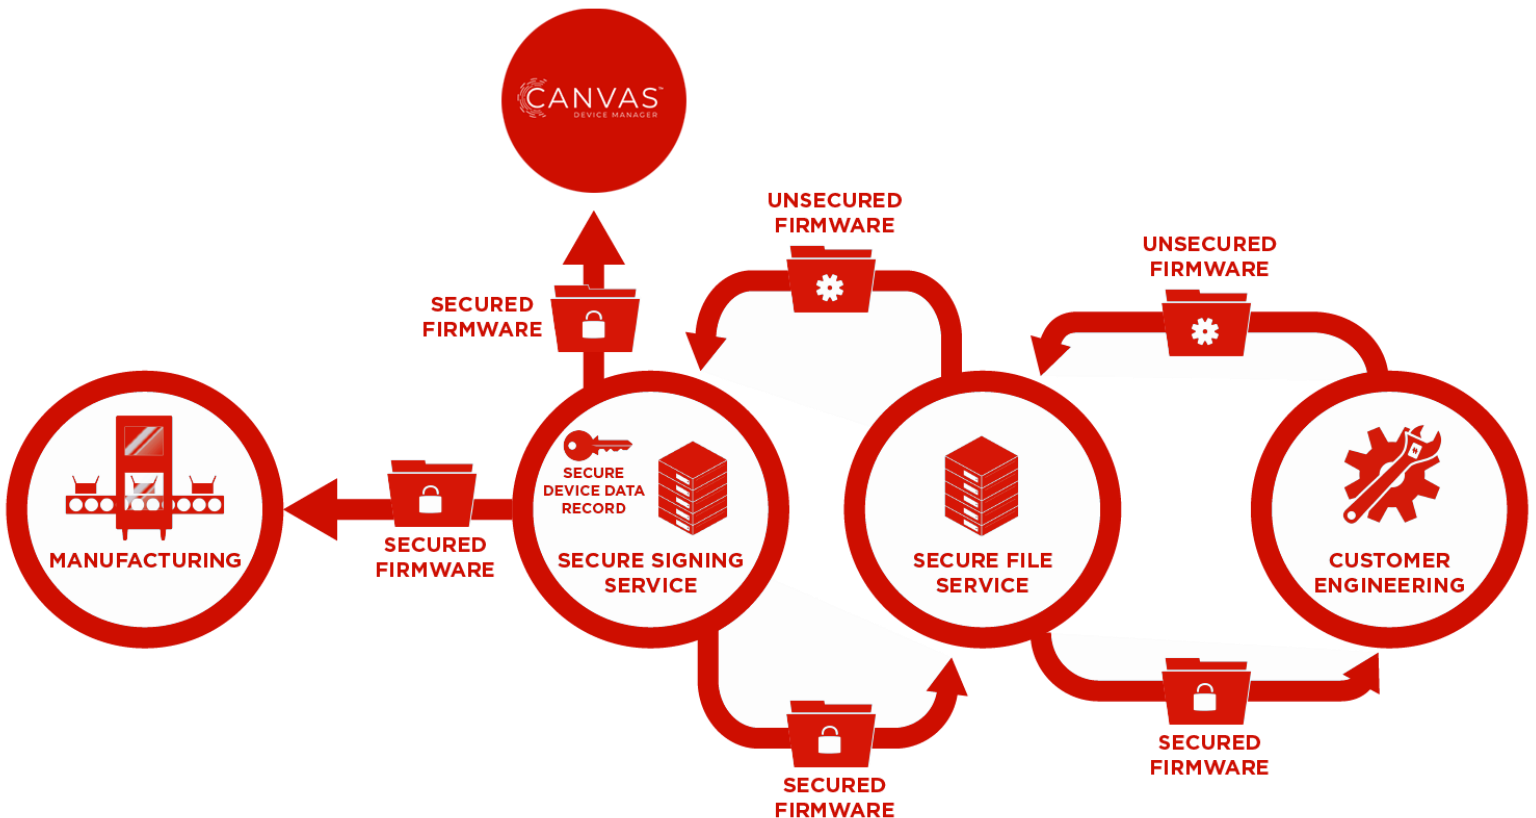 CANVAS™
DEVICE MANAGER
UNSECURED
FIRMWARE
UNSECURED
FIRMWARE
SECURED
FIRMWARE
SECURE
DEVICE DATA
RECORD
MANUFACTURING
SECURED
FIRMWARE
SECURE SIGNING
SERVICE
SECURE FILE
SERVICE
CUSTOMER
ENGINEERING
SECURED
FIRMWARE
SECURED
FIRMWARE